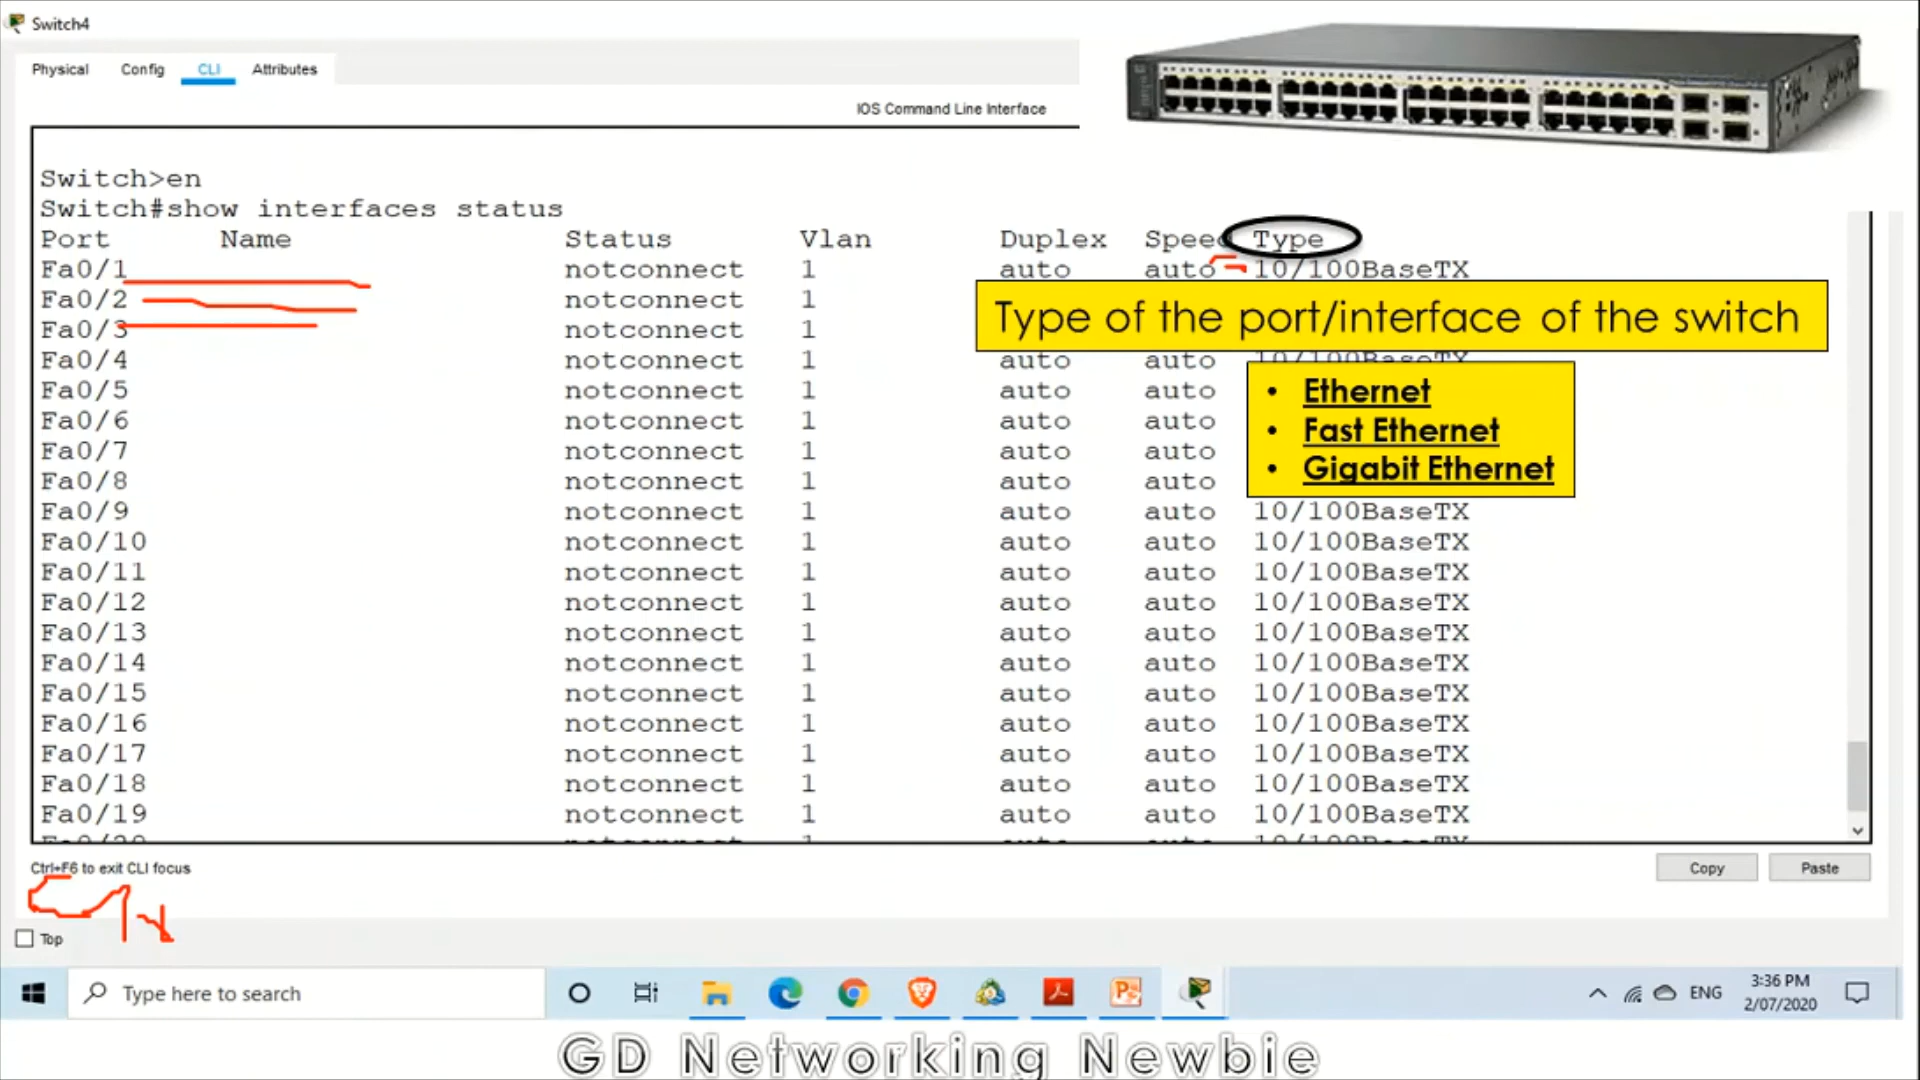 Switch4
Physical Config CLI Attributes
IOS Command Line Interface
Switch>en
Switch#show interfaces status
Port Name Status Vlan Duplex Speed Type
Fa0/1 notconnect 1 auto auto 10/100BaseTX
Fa0/2 notconnect 1
Type of the port/interface of the switch
Fa0/3 notconnect 1
Fa0/4 notconnect 1 auto auto 10/100BaseTX
Fa0/5 notconnect 1 auto auto
• Ethernet
Fa0/6 notconnect 1 auto auto
• Fast Ethernet
Fa0/7 notconnect 1 auto auto
• Gigabit Ethernet
Fa0/8 notconnect 1 auto auto
Fa0/9 notconnect 1 auto auto 10/100BaseTX
Fa0/10 notconnect 1 auto auto 10/100BaseTX
Fa0/11 notconnect 1 auto auto 10/100BaseTX
Fa0/12 notconnect 1 auto auto 10/100BaseTX
Fa0/13 notconnect 1 auto auto 10/100BaseTX
Fa0/14 notconnect 1 auto auto 10/100BaseTX
Fa0/15 notconnect 1 auto auto 10/100BaseTX
Fa0/16 notconnect 1 auto auto 10/100BaseTX
Fa0/17 notconnect 1 auto auto 10/100BaseTX
Fa0/18 notconnect 1 auto auto 10/100BaseTX
Fa0/19 notconnect 1 auto auto 10/100BaseTX
Ctrl+F6 to exit CLI focus
Copy Paste
Top
Type here to search
ENG
3:36 PM
2/07/2020
GD Networking Newbie